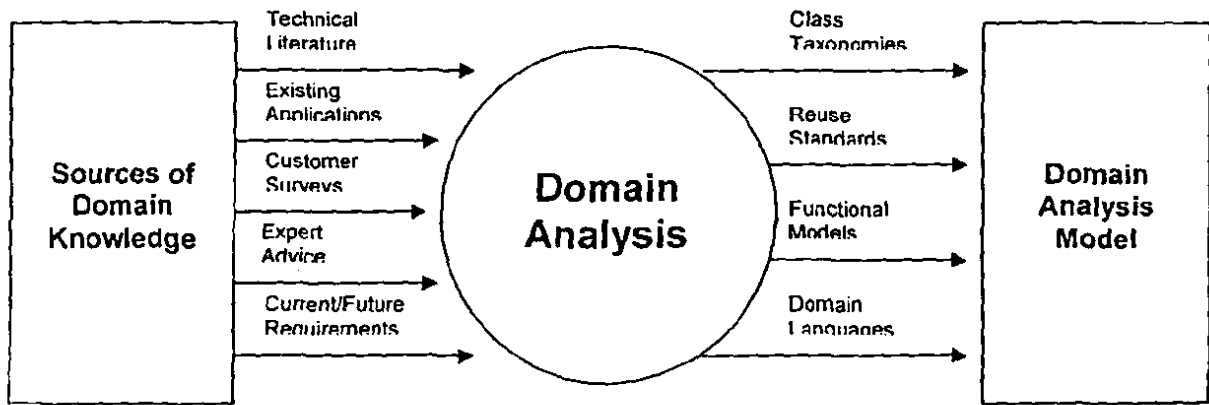 Sources of
Domain
Knowledge
Technical
Literature
Existing
Applications
Customer
Surveys
Expert
Advice
Current/Future
Requirements
Domain
Analysis
Class
Taxonomies
Reuse
Standards
Functional
Models
Domain
Languages
Domain
Analysis
Model